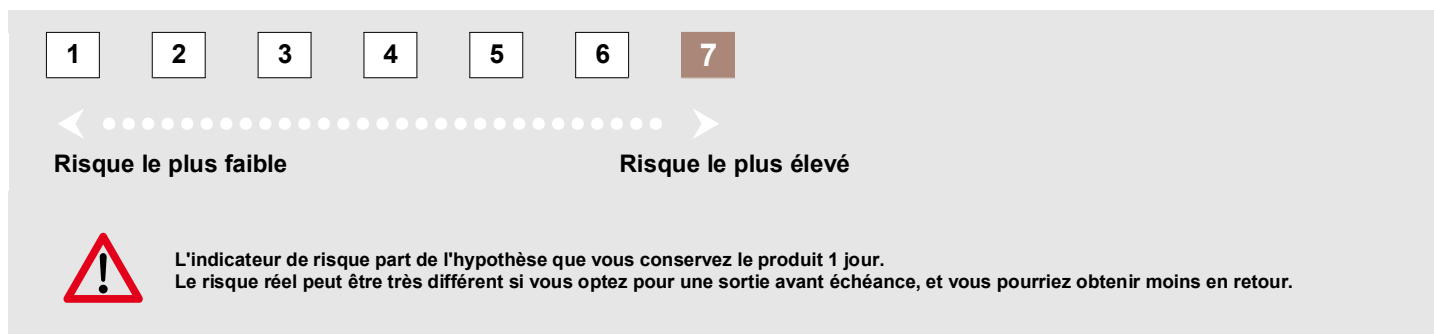 1 2 3 4 5 6 7
Risque le plus faible Risque le plus élevé
L'indicateur de risque part de l'hypothèse que vous conservez le produit 1 jour.
Le risque réel peut être très différent si vous optez pour une sortie avant échéance, et vous pourriez obtenir moins en retour.